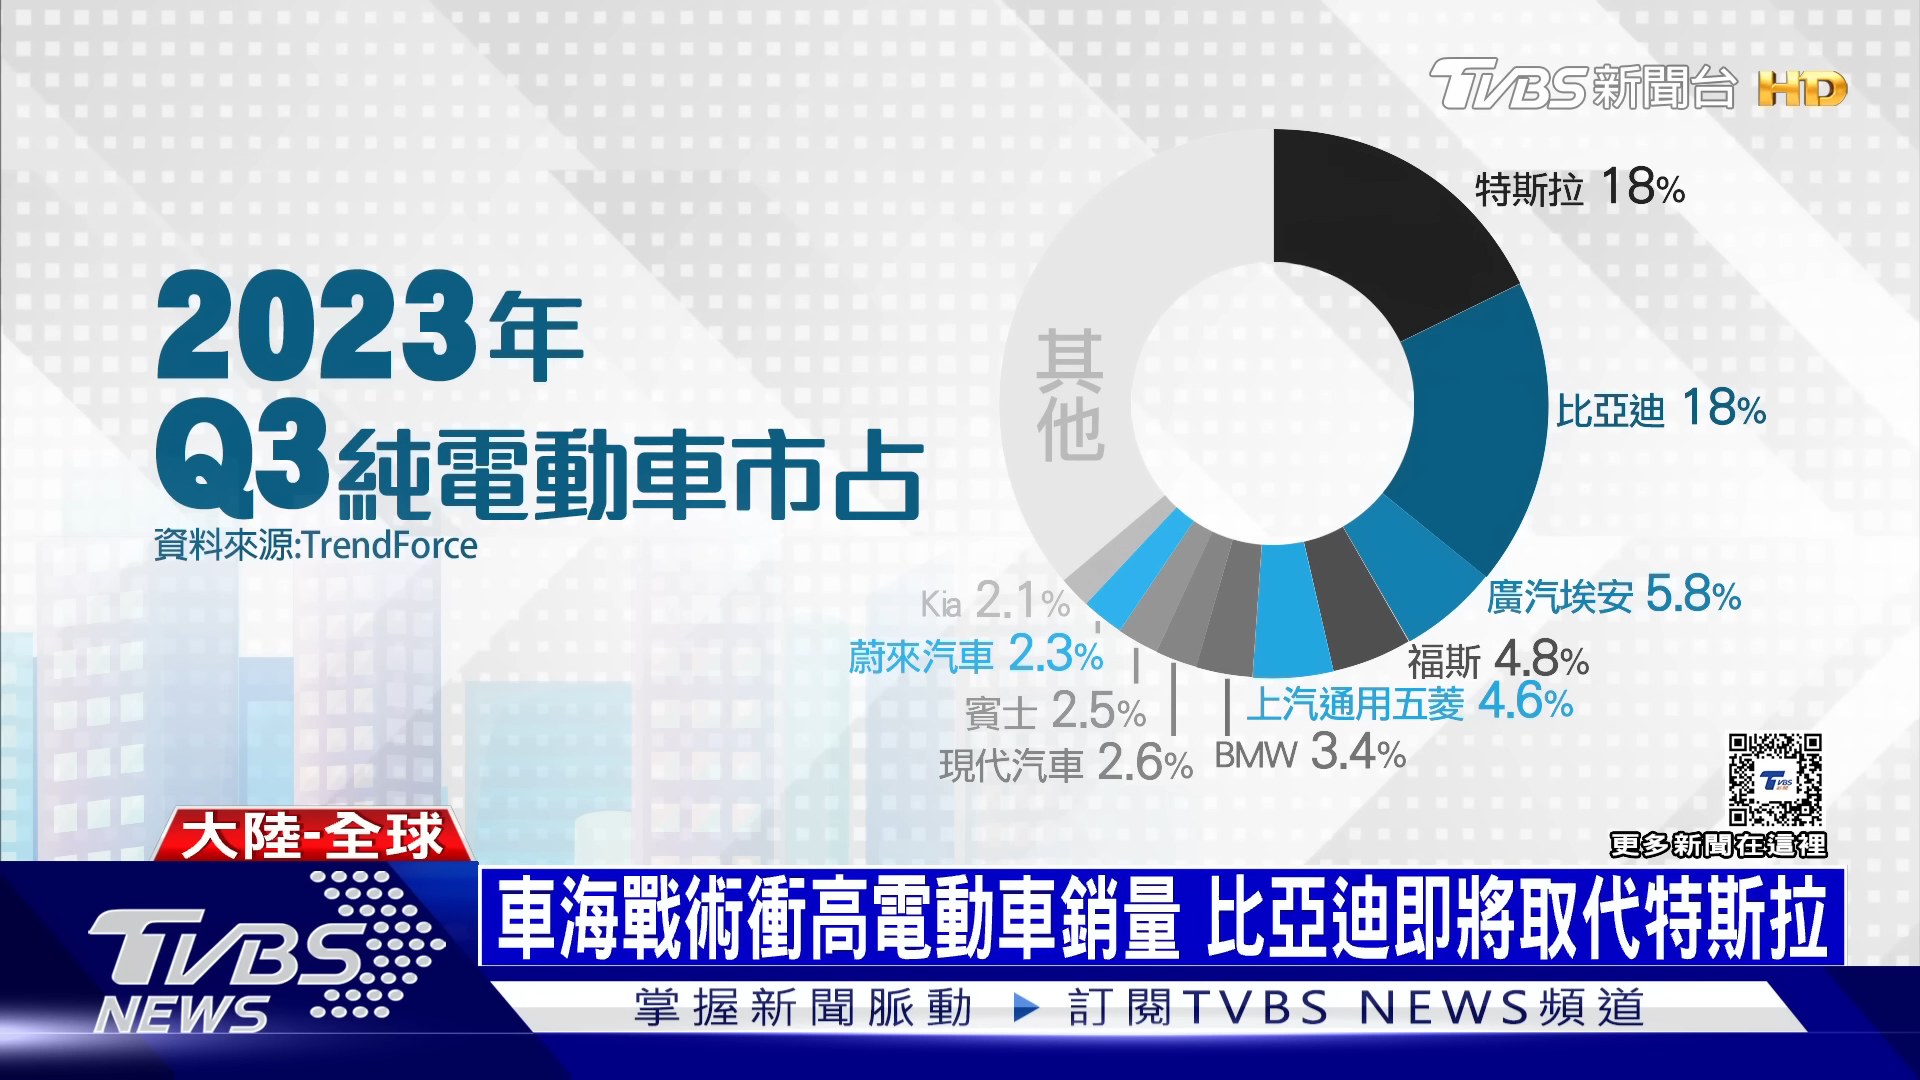 TVBS新聞台 HD
2023年
Q3純電動車市占
資料來源:TrendForce
特斯拉 18%
比亞迪 18%
廣汽埃安 5.8%
福斯 4.8%
上汽通用五菱 4.6%
BMW 3.4%
現代汽車 2.6%
賓士 2.5%
蔚來汽車 2.3%
Kia 2.1%
其他
TVBS
更多新聞在這裡
大陸-全球
車海戰術衝高電動車銷量 比亞迪即將取代特斯拉
TVBS
NEWS
掌握新聞脈動 ▶ 訂閱TVBS NEWS頻道